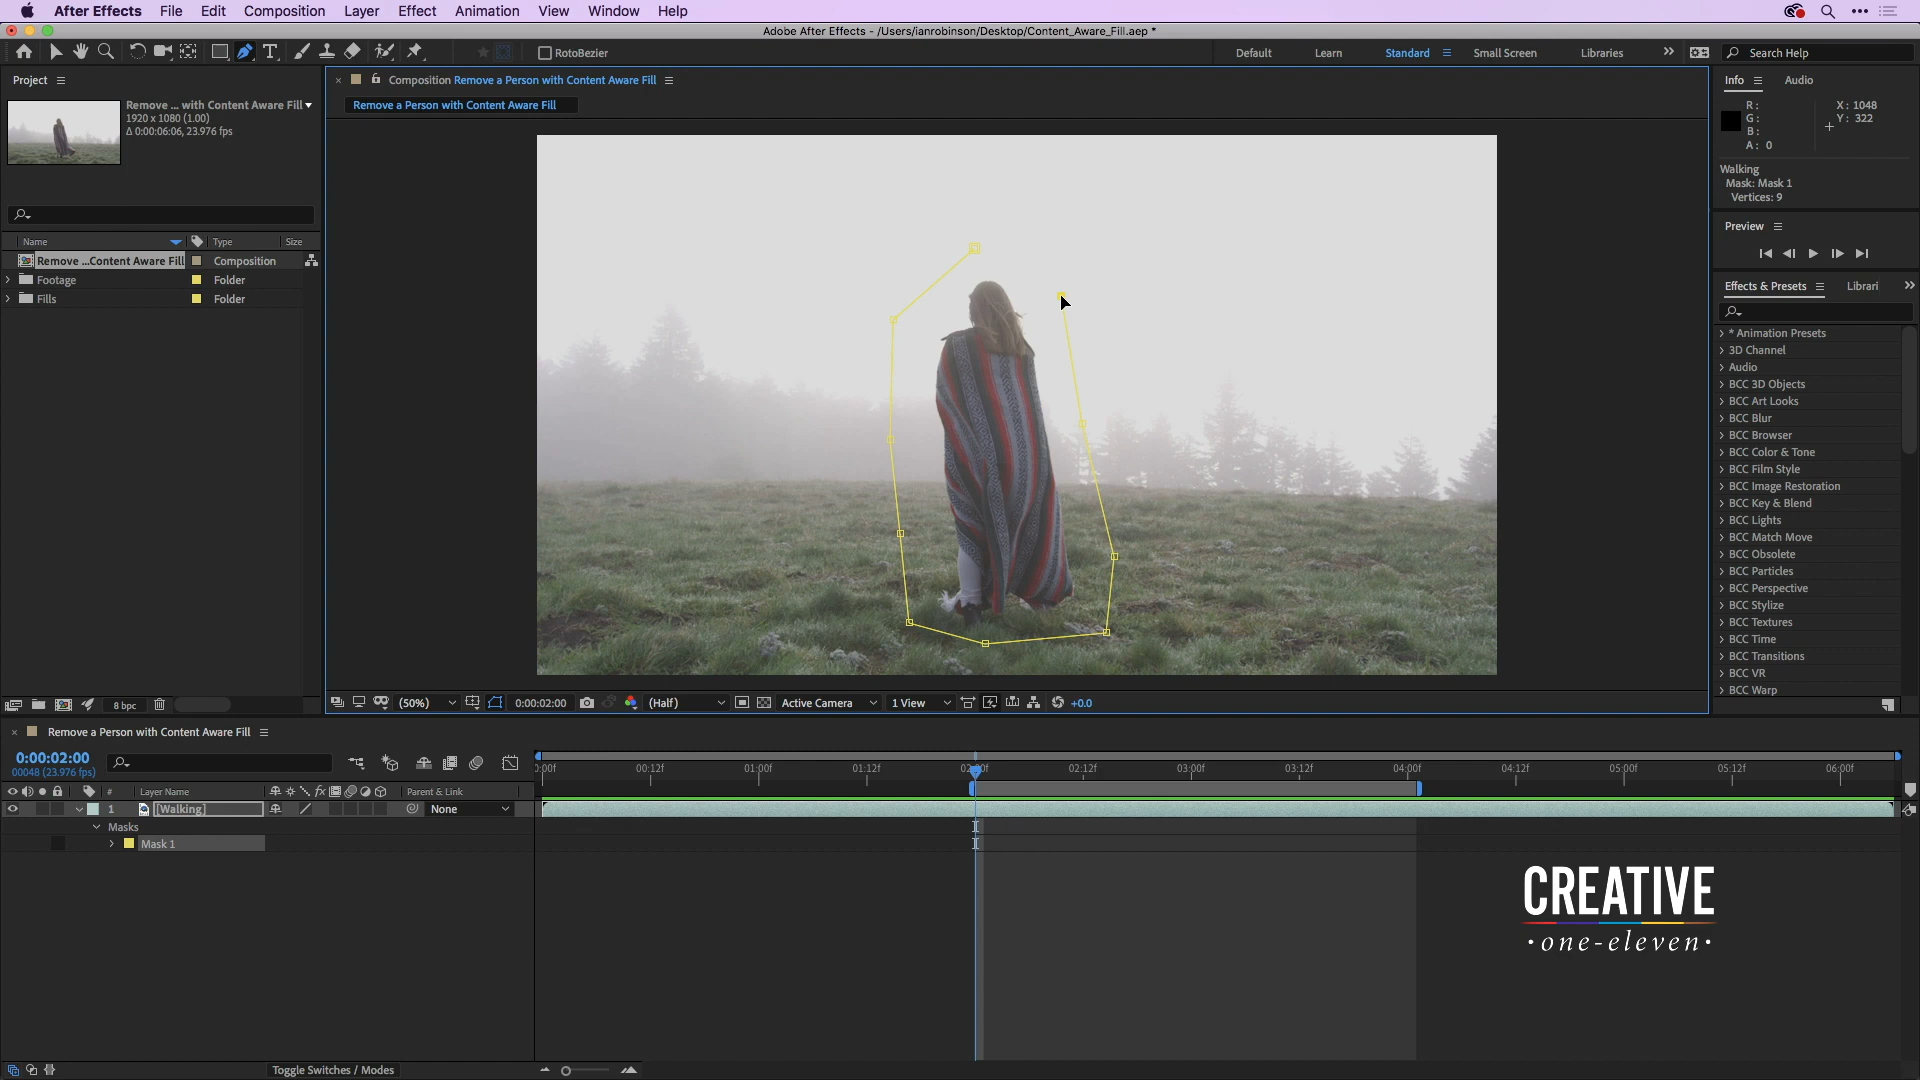 After Effects File Edit Composition Layer Effect Animation View Window Help
Adobe After Effects - /Users/ianrobinson/Desktop/Content_Aware_Fill.aep *
RotoBezier
Default Learn Standard Small Screen Libraries
Search Help
Project
Remove ... with Content Aware Fill
1920 x 1080 (1.00)
Δ 0:00:06:06, 23.976 fps
Name Type Size
Remove ...Content Aware Fill Composition
Footage Folder
Fills Folder
8 bpc
Composition Remove a Person with Content Aware Fill
Remove a Person with Content Aware Fill
(50%) 0:00:02:00 (Half) Active Camera 1 View +0.0
Info Audio
R: X: 1048
G: Y: 322
B:
A: 0
Walking
Mask: Mask 1
Vertices: 9
Preview
Effects & Presets Librari
* Animation Presets
3D Channel
Audio
BCC 3D Objects
BCC Art Looks
BCC Blur
BCC Browser
BCC Color & Tone
BCC Film Style
BCC Image Restoration
BCC Key & Blend
BCC Lights
BCC Match Move
BCC Obsolete
BCC Particles
BCC Perspective
BCC Stylize
BCC Textures
BCC Time
BCC Transitions
BCC VR
BCC Warp
Remove a Person with Content Aware Fill
0:00:02:00
00048 (23.976 fps)
00:12f 01:00f 01:12f 02:12f 03:00f 03:12f 04:00f 04:12f 05:00f 05:12f 06:00f
# Layer Name fx Parent & Link
1 [Walking] None
Masks
Mask 1
CREATIVE
•one-eleven•
Toggle Switches / Modes